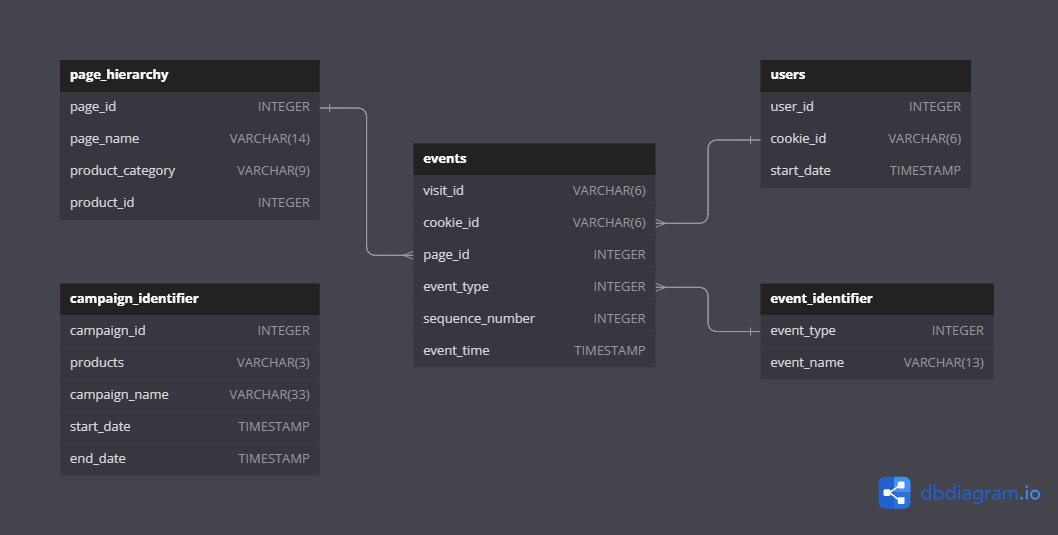 page_hierarchy
page_id INTEGER
page_name VARCHAR(14)
product_category VARCHAR(9)
product_id INTEGER
users
user_id INTEGER
cookie_id VARCHAR(6)
start_date TIMESTAMP
events
visit_id VARCHAR(6)
cookie_id VARCHAR(6)
page_id INTEGER
event_type INTEGER
sequence_number INTEGER
event_time TIMESTAMP
campaign_identifier
campaign_id INTEGER
products VARCHAR(3)
campaign_name VARCHAR(33)
start_date TIMESTAMP
end_date TIMESTAMP
event_identifier
event_type INTEGER
event_name VARCHAR(13)
dbdiagram.io